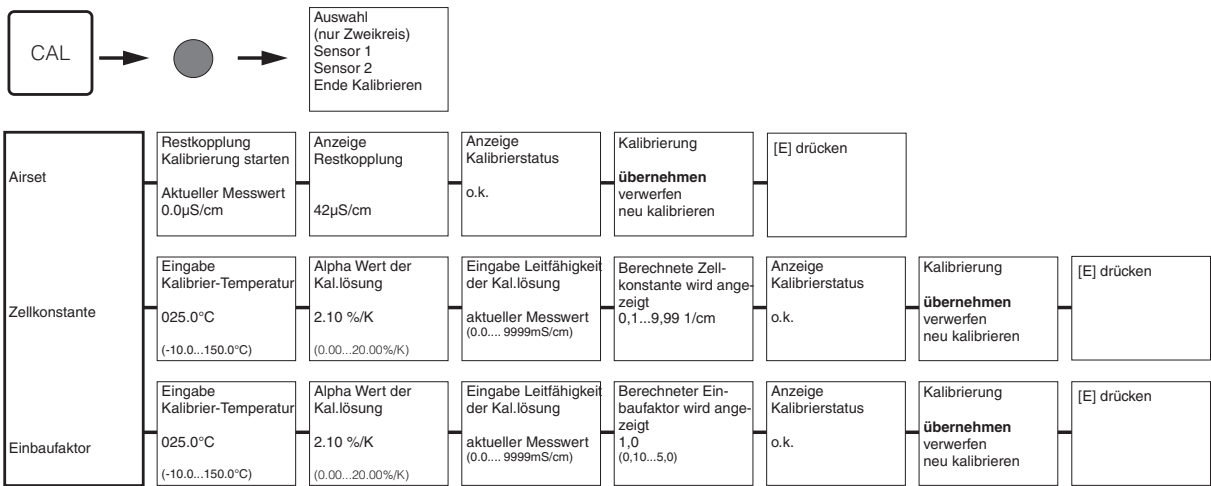 CAL
Auswahl
(nur Zweikreis)
Sensor 1
Sensor 2
Ende Kalibrieren
Airset
Restkopplung
Kalibrierung starten
Aktueller Messwert
0.0µS/cm
Anzeige
Restkopplung
42µS/cm
Anzeige
Kalibrierstatus
o.k.
Kalibrierung
übernehmen
verwerfen
neu kalibrieren
[E] drücken
Zellkonstante
Eingabe
Kalibrier-Temperatur
025.0°C
(-10.0...150.0°C)
Alpha Wert der
Kal.lösung
2.10 %/K
(0.00...20.00%/K)
Eingabe Leitfähigkeit
der Kal.lösung
aktueller Messwert
(0.0.... 9999mS/cm)
Berechnete Zell-
konstante wird ange-
zeigt
0,1...9,99 1/cm
Anzeige
Kalibrierstatus
o.k.
Kalibrierung
übernehmen
verwerfen
neu kalibrieren
[E] drücken
Einbaufaktor
Eingabe
Kalibrier-Temperatur
025.0°C
(-10.0...150.0°C)
Alpha Wert der
Kal.lösung
2.10 %/K
(0.00...20.00%/K)
Eingabe Leitfähigkeit
der Kal.lösung
aktueller Messwert
(0.0.... 9999mS/cm)
Berechneter Ein-
baufaktor wird ange-
zeigt
1,0
(0,10...5,0)
Anzeige
Kalibrierstatus
o.k.
Kalibrierung
übernehmen
verwerfen
neu kalibrieren
[E] drücken